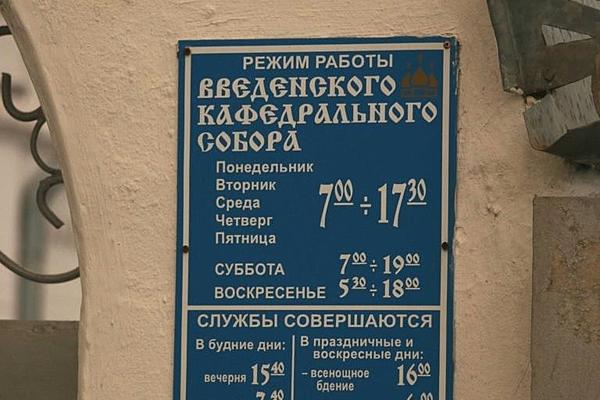 РЕЖИМ РАБОТЫ
ВВЕДЕНСКОГО
КАФЕДРАЛЬНОГО
СОБОРА
Понедельник
Вторник
Среда
Четверг
Пятница
7⁰⁰ ÷ 17³⁰
СУББОТА 7⁰⁰ ÷ 19⁰⁰
ВОСКРЕСЕНЬЕ 5³⁰ ÷ 18⁰⁰
СЛУЖБЫ СОВЕРШАЮТСЯ
В будние дни:
вечерня 15⁴⁰
В праздничные и
воскресные дни:
– всенощное 16⁰⁰
бдение